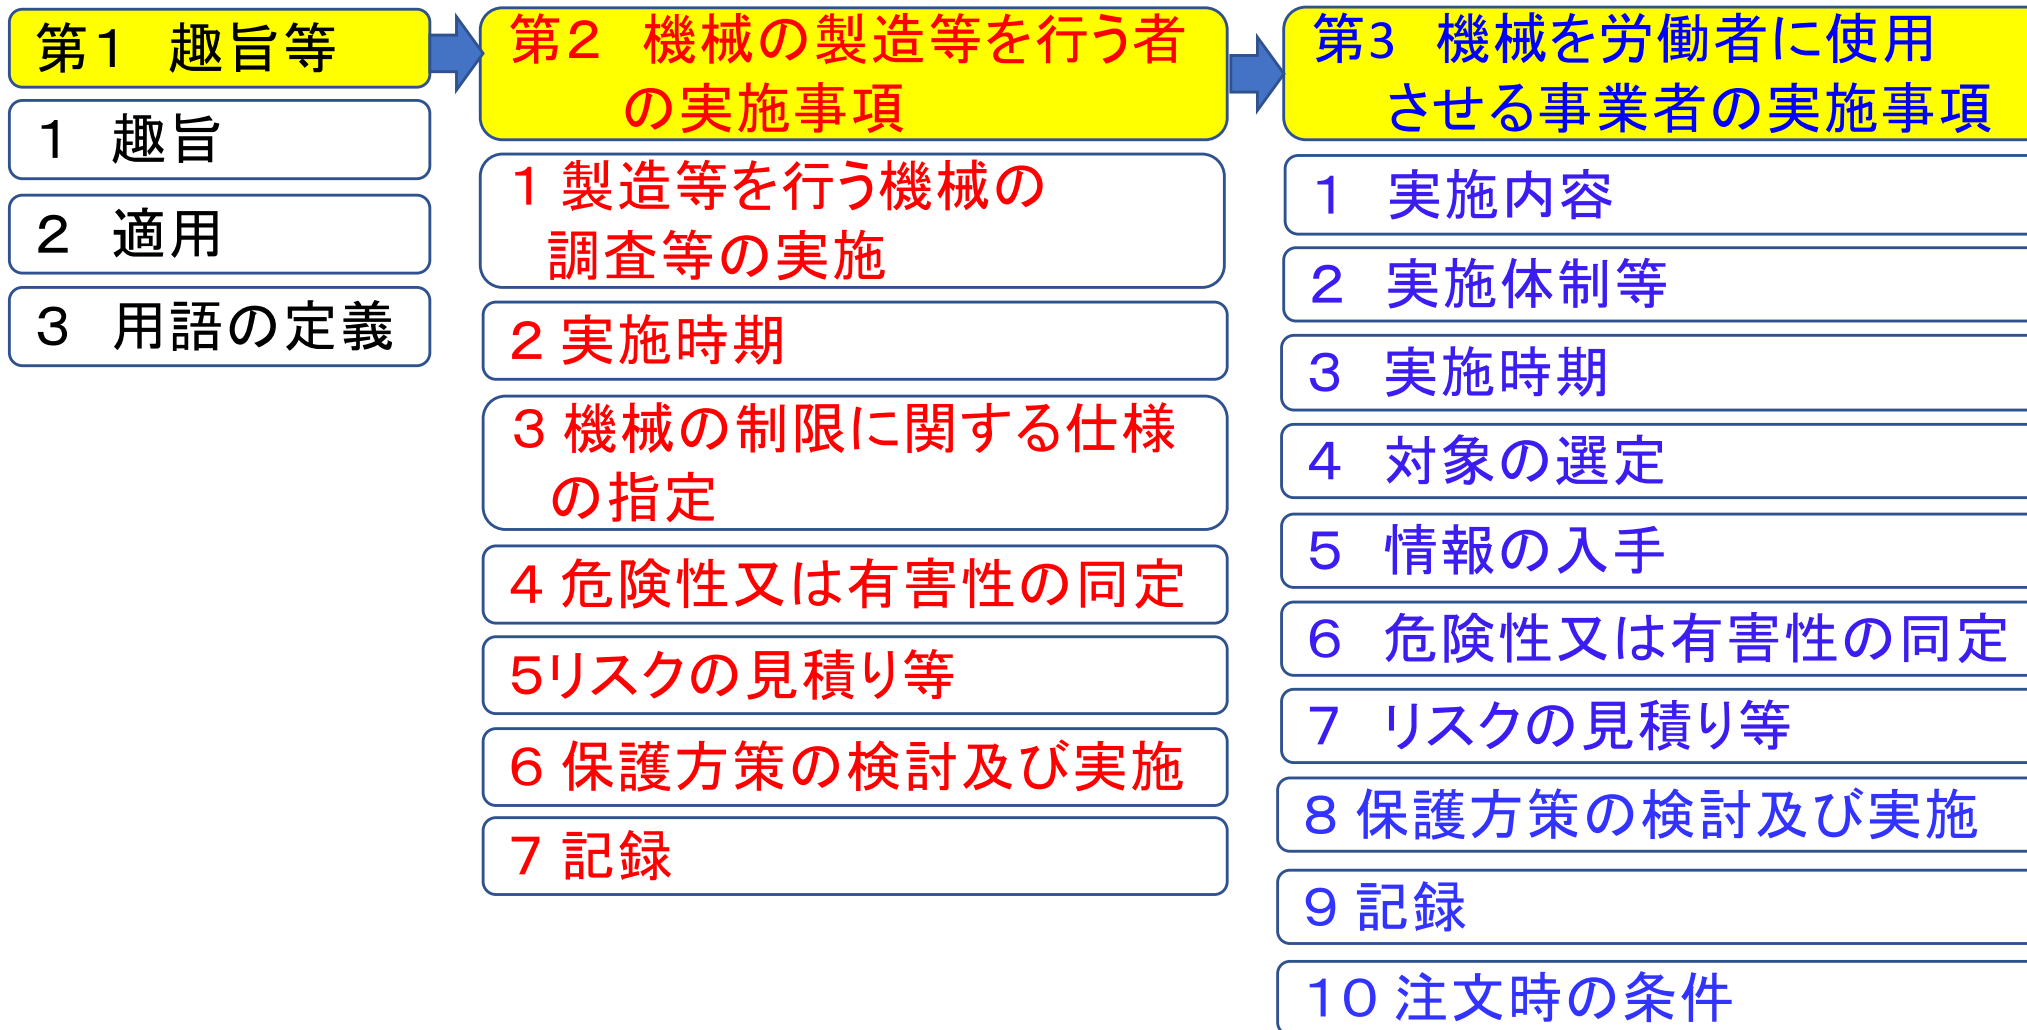 第１　趣旨等
１　趣旨
２　適用
３　用語の定義
第２　機械の製造等を行う者
の実施事項
１ 製造等を行う機械の
調査等の実施
２ 実施時期
３ 機械の制限に関する仕様
の指定
４ 危険性又は有害性の同定
５リスクの見積り等
６ 保護方策の検討及び実施
７ 記録
第3　機械を労働者に使用
させる事業者の実施事項
１　実施内容
２　実施体制等
３　実施時期
４　対象の選定
５　情報の入手
６　危険性又は有害性の同定
７　リスクの見積り等
８ 保護方策の検討及び実施
９ 記録
１０ 注文時の条件